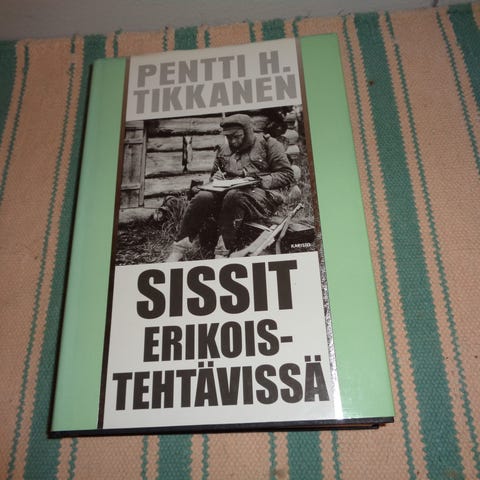 PENTTI H.
TIKKANEN
KARISTO
SISSIT
ERIKOIS-
TEHTÄVISSÄ